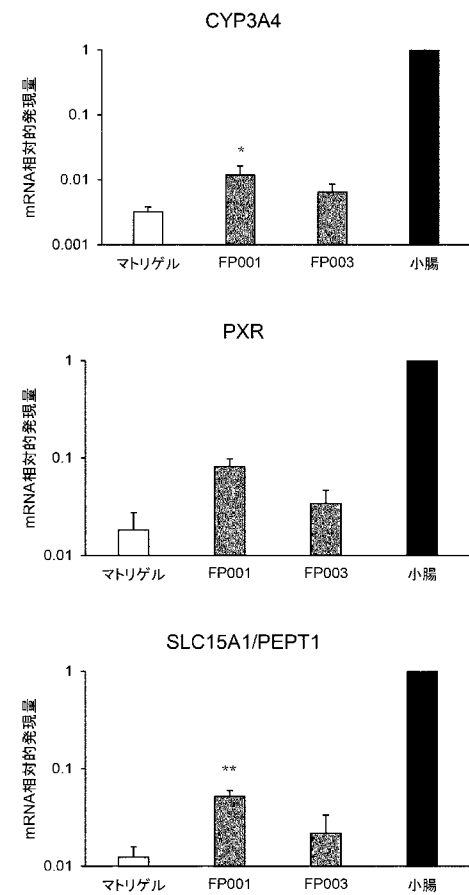 CYP3A4
mRNA相対的発現量
1
0.1
0.01
0.001
*
マトリゲル FP001 FP003 小腸
PXR
mRNA相対的発現量
1
0.1
0.01
マトリゲル FP001 FP003 小腸
SLC15A1/PEPT1
mRNA相対的発現量
1
0.1
0.01
**
マトリゲル FP001 FP003 小腸